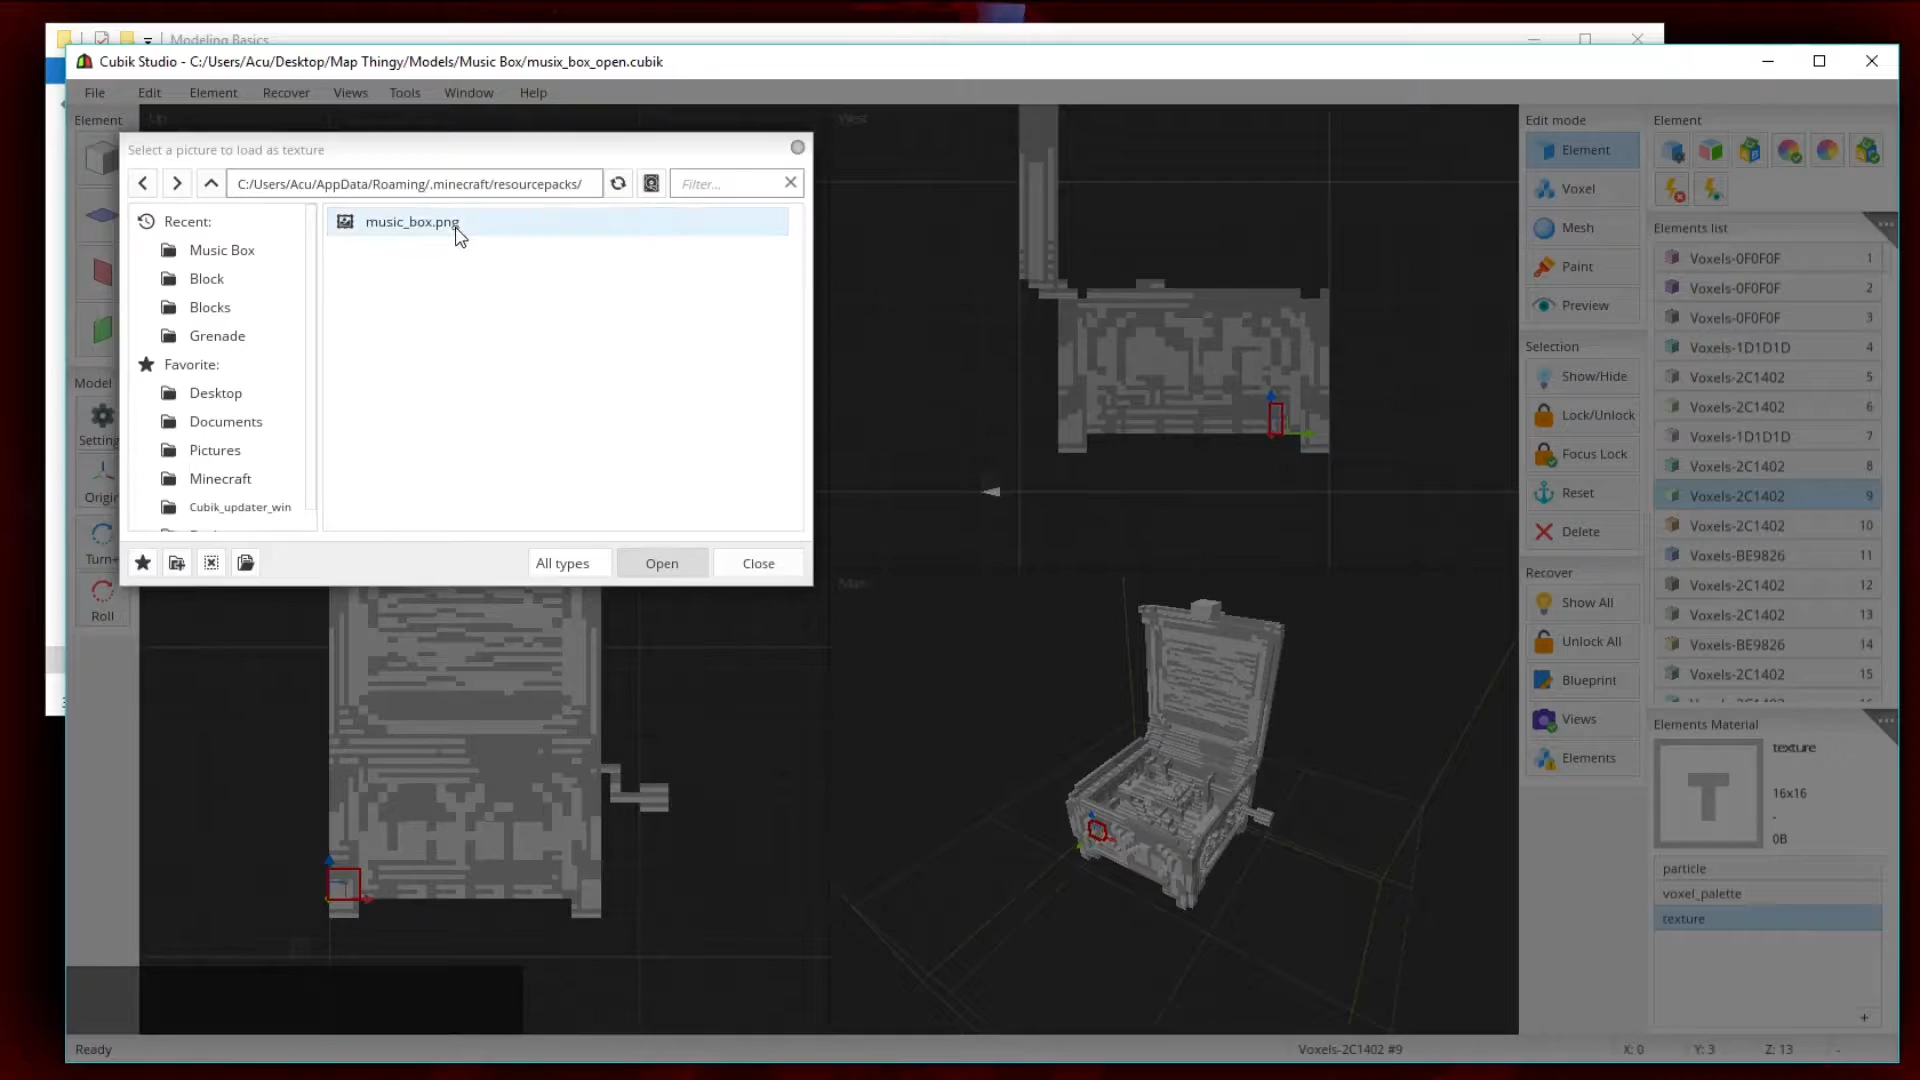 Modeling Basics
Cubik Studio - C:/Users/Acu/Desktop/Map Thingy/Models/Music Box/musix_box_open.cubik
File Edit Element Recover Views Tools Window Help
Element
Up
West
Edit mode
Element
Select a picture to load as texture
C:/Users/Acu/AppData/Roaming/.minecraft/resourcepacks/
Filter...
Recent:
Music Box
Block
Blocks
Grenade
Favorite:
Desktop
Documents
Pictures
Minecraft
Cubik_updater_win
music_box.png
All types
Open
Close
Model
Setting
Origi
Turn+
Roll
Main
Element
Voxel
Mesh
Paint
Preview
Selection
Show/Hide
Lock/Unlock
Focus Lock
Reset
Delete
Recover
Show All
Unlock All
Blueprint
Views
Elements
Elements list
Voxels-0F0F0F 1
Voxels-0F0F0F 2
Voxels-0F0F0F 3
Voxels-1D1D1D 4
Voxels-2C1402 5
Voxels-2C1402 6
Voxels-1D1D1D 7
Voxels-2C1402 8
Voxels-2C1402 9
Voxels-2C1402 10
Voxels-BE9826 11
Voxels-2C1402 12
Voxels-2C1402 13
Voxels-BE9826 14
Voxels-2C1402 15
Elements Material
T
texture
16x16
-
0B
particle
voxel_palette
texture
+
Ready
Voxels-2C1402 #9
X: 0
Y: 3
Z: 13
-